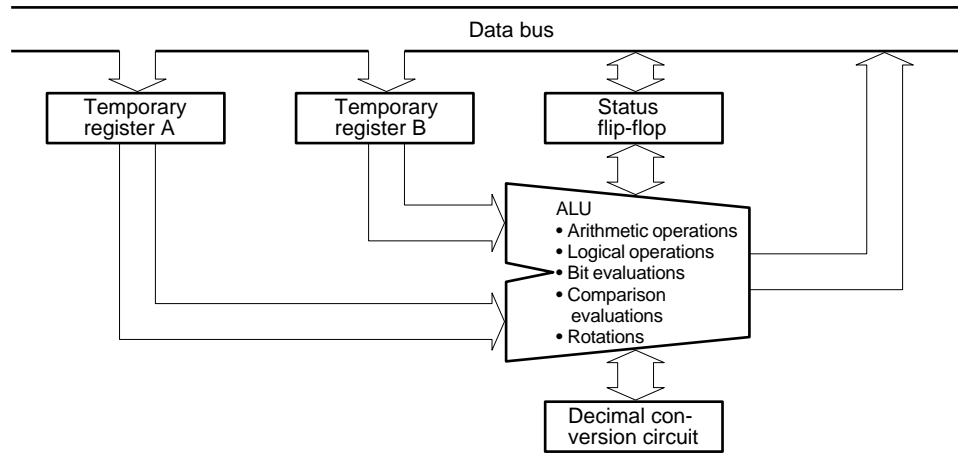 Data bus
Temporary
register A
Temporary
register B
Status
flip-flop
ALU
• Arithmetic operations
• Logical operations
• Bit evaluations
• Comparison
evaluations
• Rotations
Decimal con-
version circuit